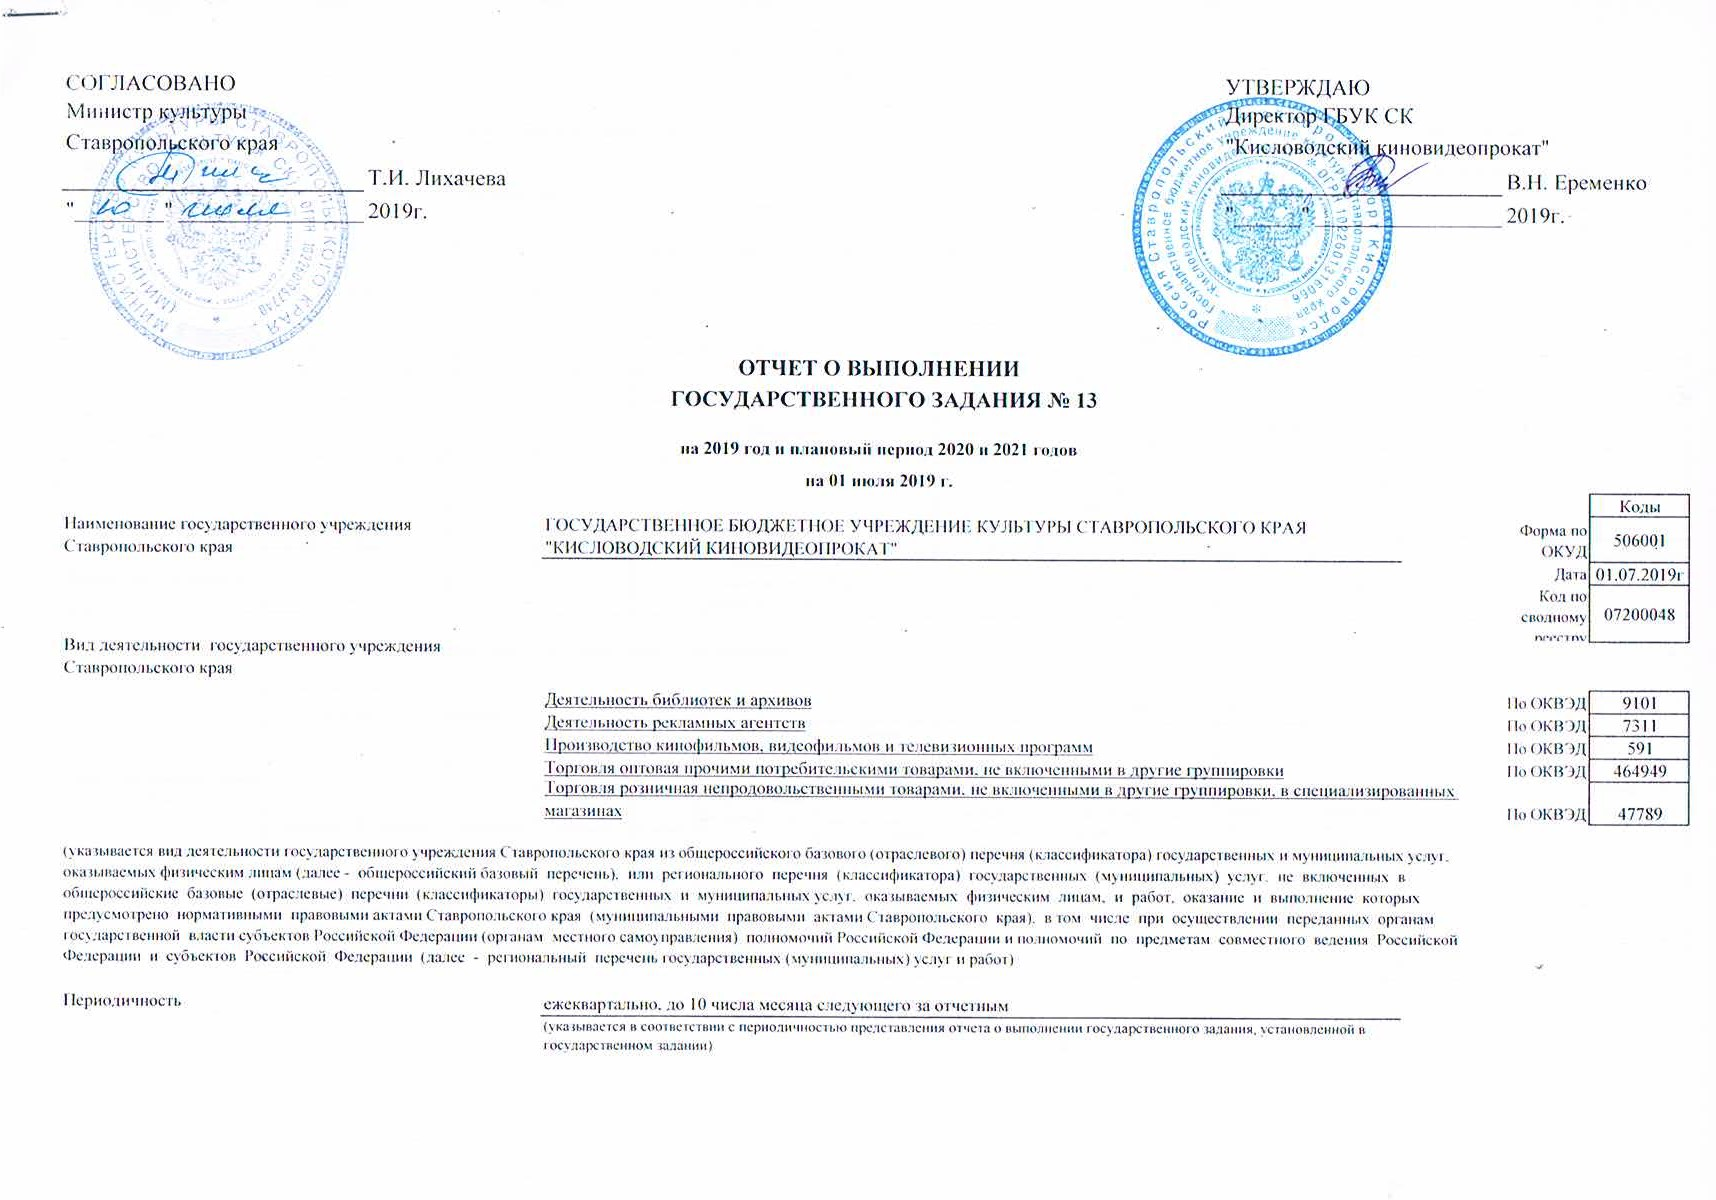 СОГЛАСОВАНО
Министр культуры
Ставропольского края
Т.И. Лихачева
"10" июля 2019г.
УТВЕРЖДАЮ
Директор ГБУК СК
"Кисловодский киновидеопрокат"
В.Н. Еременко
" " 2019г.
ОТЧЕТ О ВЫПОЛНЕНИИ
ГОСУДАРСТВЕННОГО ЗАДАНИЯ № 13
на 2019 год и плановый период 2020 и 2021 годов
на 01 июля 2019 г.
Коды
Наименование государственного учреждения
Ставропольского края
ГОСУДАРСТВЕННОЕ БЮДЖЕТНОЕ УЧРЕЖДЕНИЕ КУЛЬТУРЫ СТАВРОПОЛЬСКОГО КРАЯ
"КИСЛОВОДСКИЙ КИНОВИДЕОПРОКАТ"
Форма по
ОКУД 506001
Дата 01.07.2019г
Код по
сводному 07200048
реестру
Вид деятельности государственного учреждения
Ставропольского края
Деятельность библиотек и архивов По ОКВЭД 9101
Деятельность рекламных агентств По ОКВЭД 7311
Производство кинофильмов, видеофильмов и телевизионных программ По ОКВЭД 591
Торговля оптовая прочими потребительскими товарами, не включенными в другие группировки По ОКВЭД 464949
Торговля розничная непродовольственными товарами, не включенными в другие группировки, в специализированных
магазинах По ОКВЭД 47789
(указывается вид деятельности государственного учреждения Ставропольского края из общероссийского базового (отраслевого) перечня (классификатора) государственных и муниципальных услуг,
оказываемых физическим лицам (далее - общероссийский базовый перечень), или регионального перечня (классификатора) государственных (муниципальных) услуг, не включенных в
общероссийские базовые (отраслевые) перечни (классификаторы) государственных и муниципальных услуг, оказываемых физическим лицам, и работ, оказание и выполнение которых
предусмотрено нормативными правовыми актами Ставропольского края (муниципальными правовыми актами Ставропольского края), в том числе при осуществлении переданных органам
государственной власти субъектов Российской Федерации (органам местного самоуправления) полномочий Российской Федерации и полномочий по предметам совместного ведения Российской
Федерации и субъектов Российской Федерации (далее - региональный перечень государственных (муниципальных) услуг и работ)
Периодичность
ежеквартально, до 10 числа месяца следующего за отчетным
(указывается в соответствии с периодичностью представления отчета о выполнении государственного задания, установленной в
государственном задании)